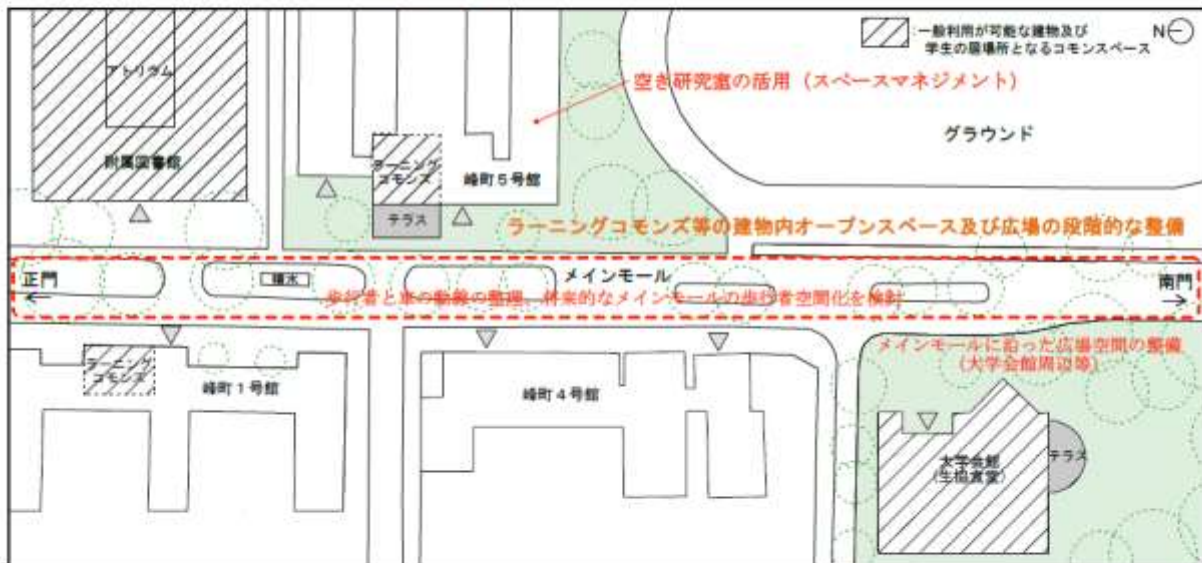 一般利用が可能な建物及び
学生の居場所となるコモンスペース
N
空き研究室の活用（スペースマネジメント）
アトリウム
附属図書館
ラーニング
コモンズ
峰町５号館
テラス
グラウンド
ラーニングコモンズ等の建物内オープンスペース及び広場の段階的な整備
正門
噴水
メインモール
南門
歩行者と車の動線の整理、将来的なメインモールの歩行者空間化を検討
メインモールに沿った広場空間の整備
（大学会館周辺等）
ラーニング
コモンズ
峰町１号館
峰町４号館
大学会館
（生協食堂）
テラス